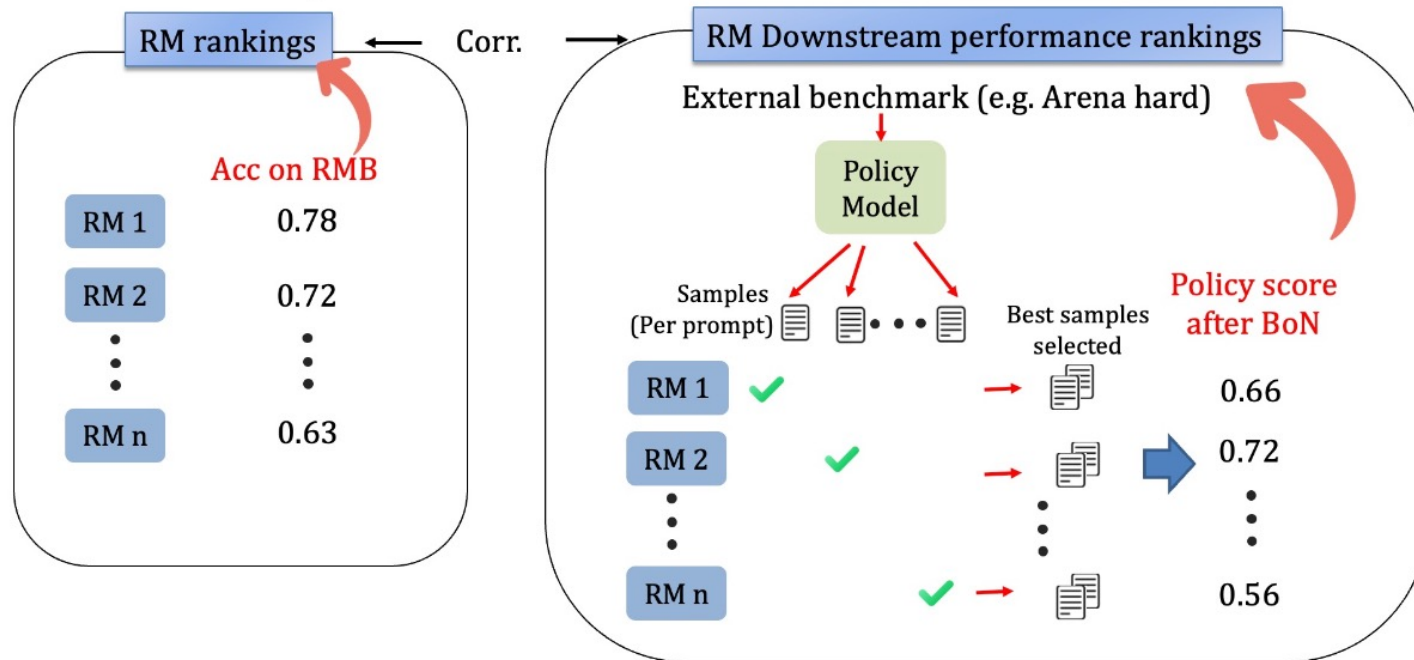 RM rankings
Corr.
RM Downstream performance rankings
Acc on RMB
RM 1
0.78
RM 2
0.72
RM n
0.63
External benchmark (e.g. Arena hard)
Policy
Model
Samples
(Per prompt)
Best samples
selected
Policy score
after BoN
RM 1
0.66
RM 2
0.72
RM n
0.56